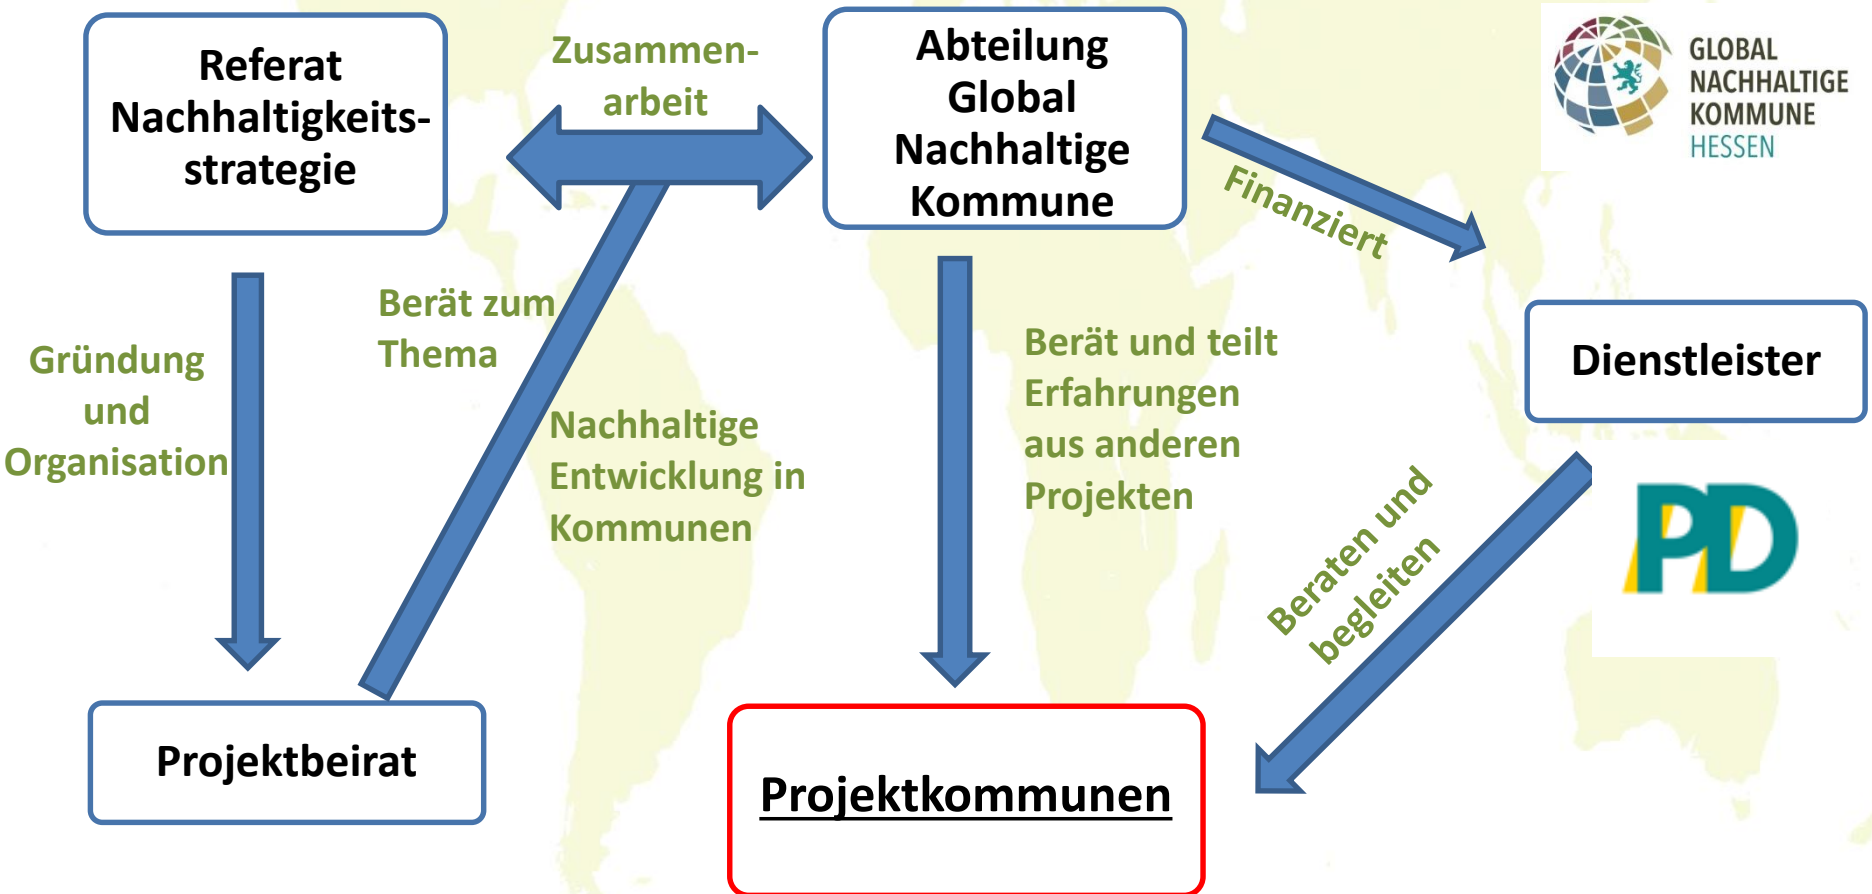 Referat
Nachhaltigkeits-
strategie
Zusammen-
arbeit
Abteilung
Global
Nachhaltige
Kommune
GLOBAL
NACHHALTIGE
KOMMUNE
HESSEN
Finanziert
Gründung
und
Organisation
Berät zum
Thema
Nachhaltige
Entwicklung in
Kommunen
Berät und teilt
Erfahrungen
aus anderen
Projekten
Dienstleister
PD
Beraten und
begleiten
Projektbeirat
Projektkommunen